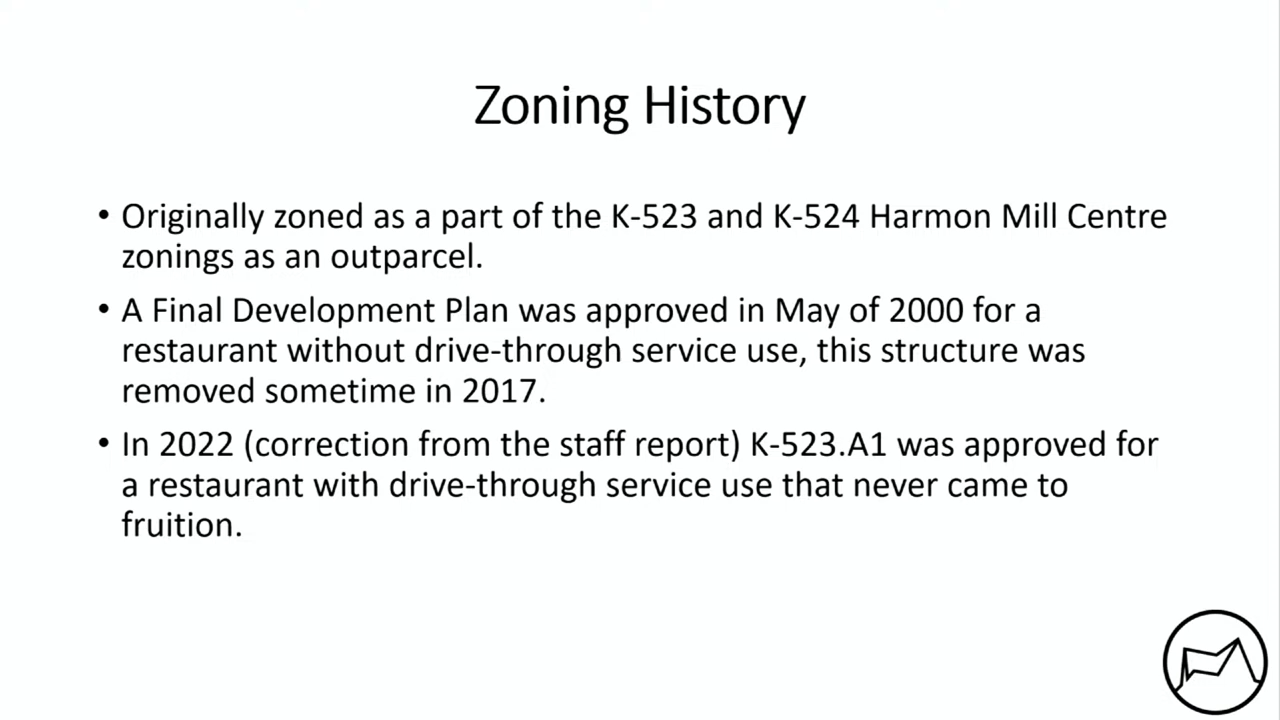 Zoning History
• Originally zoned as a part of the K-523 and K-524 Harmon Mill Centre
zonings as an outparcel.
• A Final Development Plan was approved in May of 2000 for a
restaurant without drive-through service use, this structure was
removed sometime in 2017.
• In 2022 (correction from the staff report) K-523.A1 was approved for
a restaurant with drive-through service use that never came to
fruition.